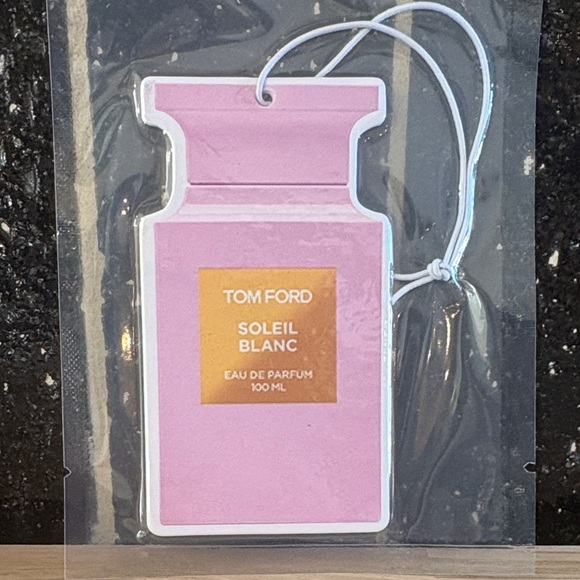 TOM FORD
SOLEIL
BLANC
EAU DE PARFUM
100 ML